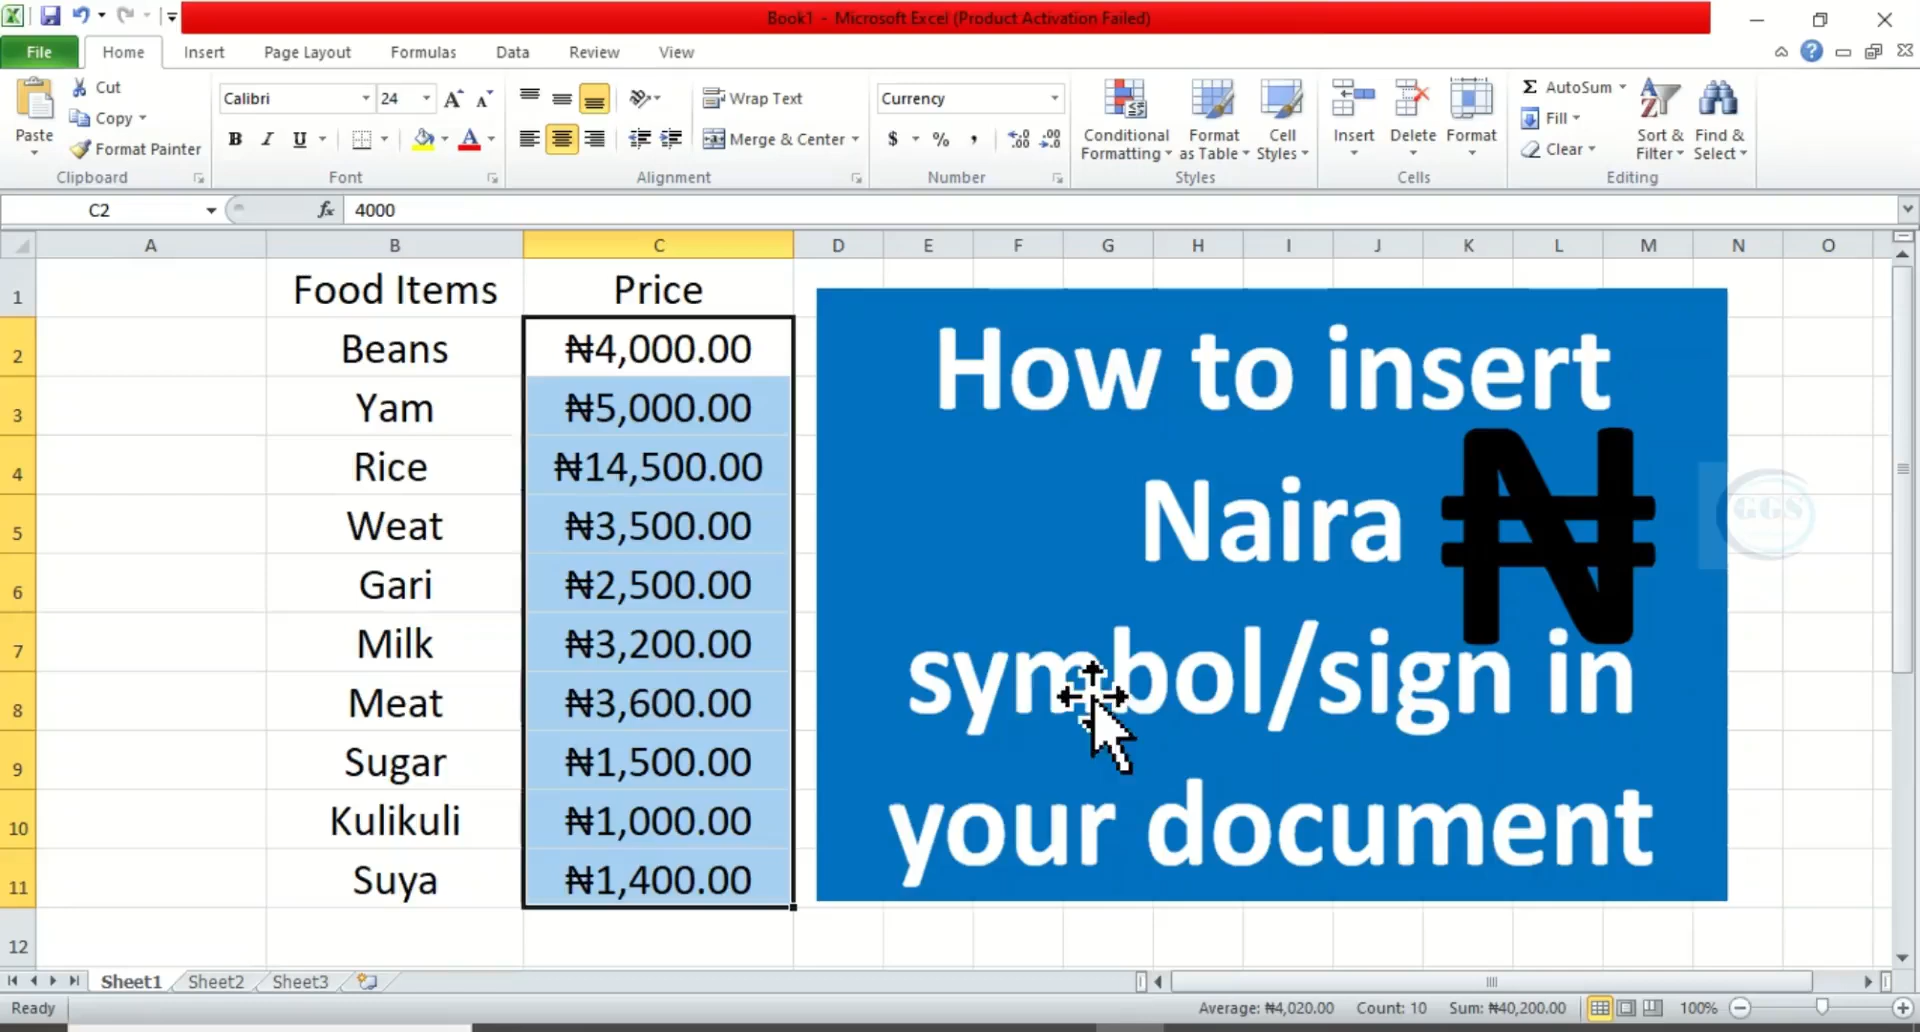 Book1 - Microsoft Excel (Product Activation Failed)
File Home Insert Page Layout Formulas Data Review View
Paste
Cut
Copy
Format Painter
Clipboard
Calibri 24 A A
B I U A
Font
Wrap Text
Merge & Center
Alignment
Currency
$ % , .0 .00 .00 .0
Number
Conditional Formatting
Format as Table
Cell Styles
Styles
Insert Delete Format
Cells
Σ AutoSum
Fill
Clear
Sort & Filter
Find & Select
Editing
C2 fx 4000
A B C D E F G H I J K L M N O
1 Food Items Price
2 Beans ₦4,000.00
3 Yam ₦5,000.00
4 Rice ₦14,500.00
5 Weat ₦3,500.00
6 Gari ₦2,500.00
7 Milk ₦3,200.00
8 Meat ₦3,600.00
9 Sugar ₦1,500.00
10 Kulikuli ₦1,000.00
11 Suya ₦1,400.00
12
How to insert
Naira ₦
symbol/sign in
your document
GGS
Sheet1 Sheet2 Sheet3
Ready Average: ₦4,020.00 Count: 10 Sum: ₦40,200.00 100%